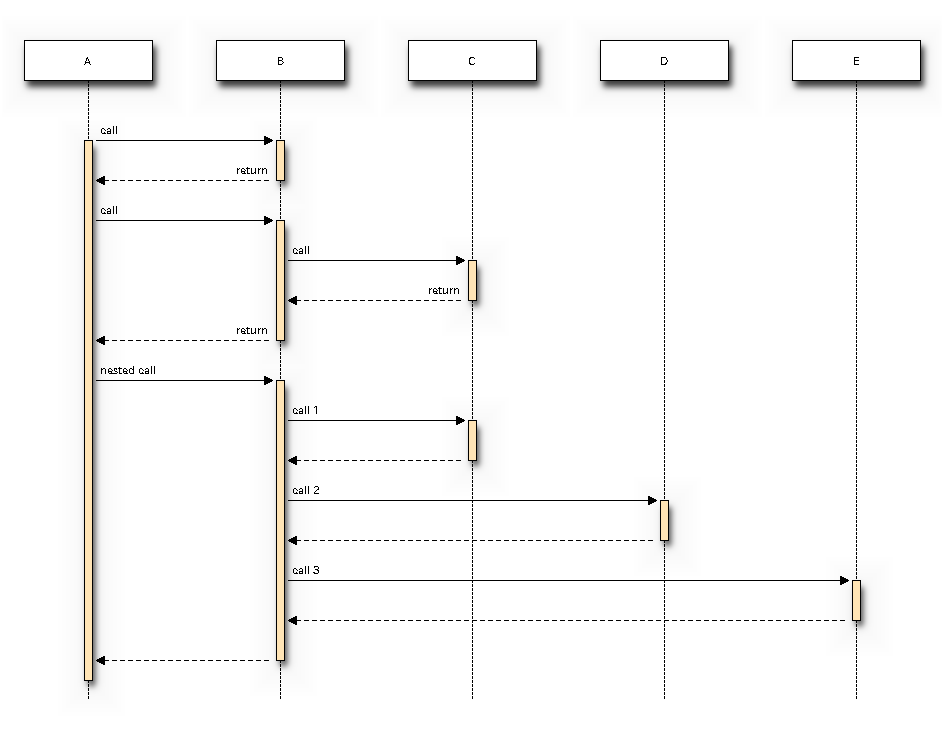 A
B
C
D
E
call
return
call
call
return
return
nested call
call 1
call 2
call 3